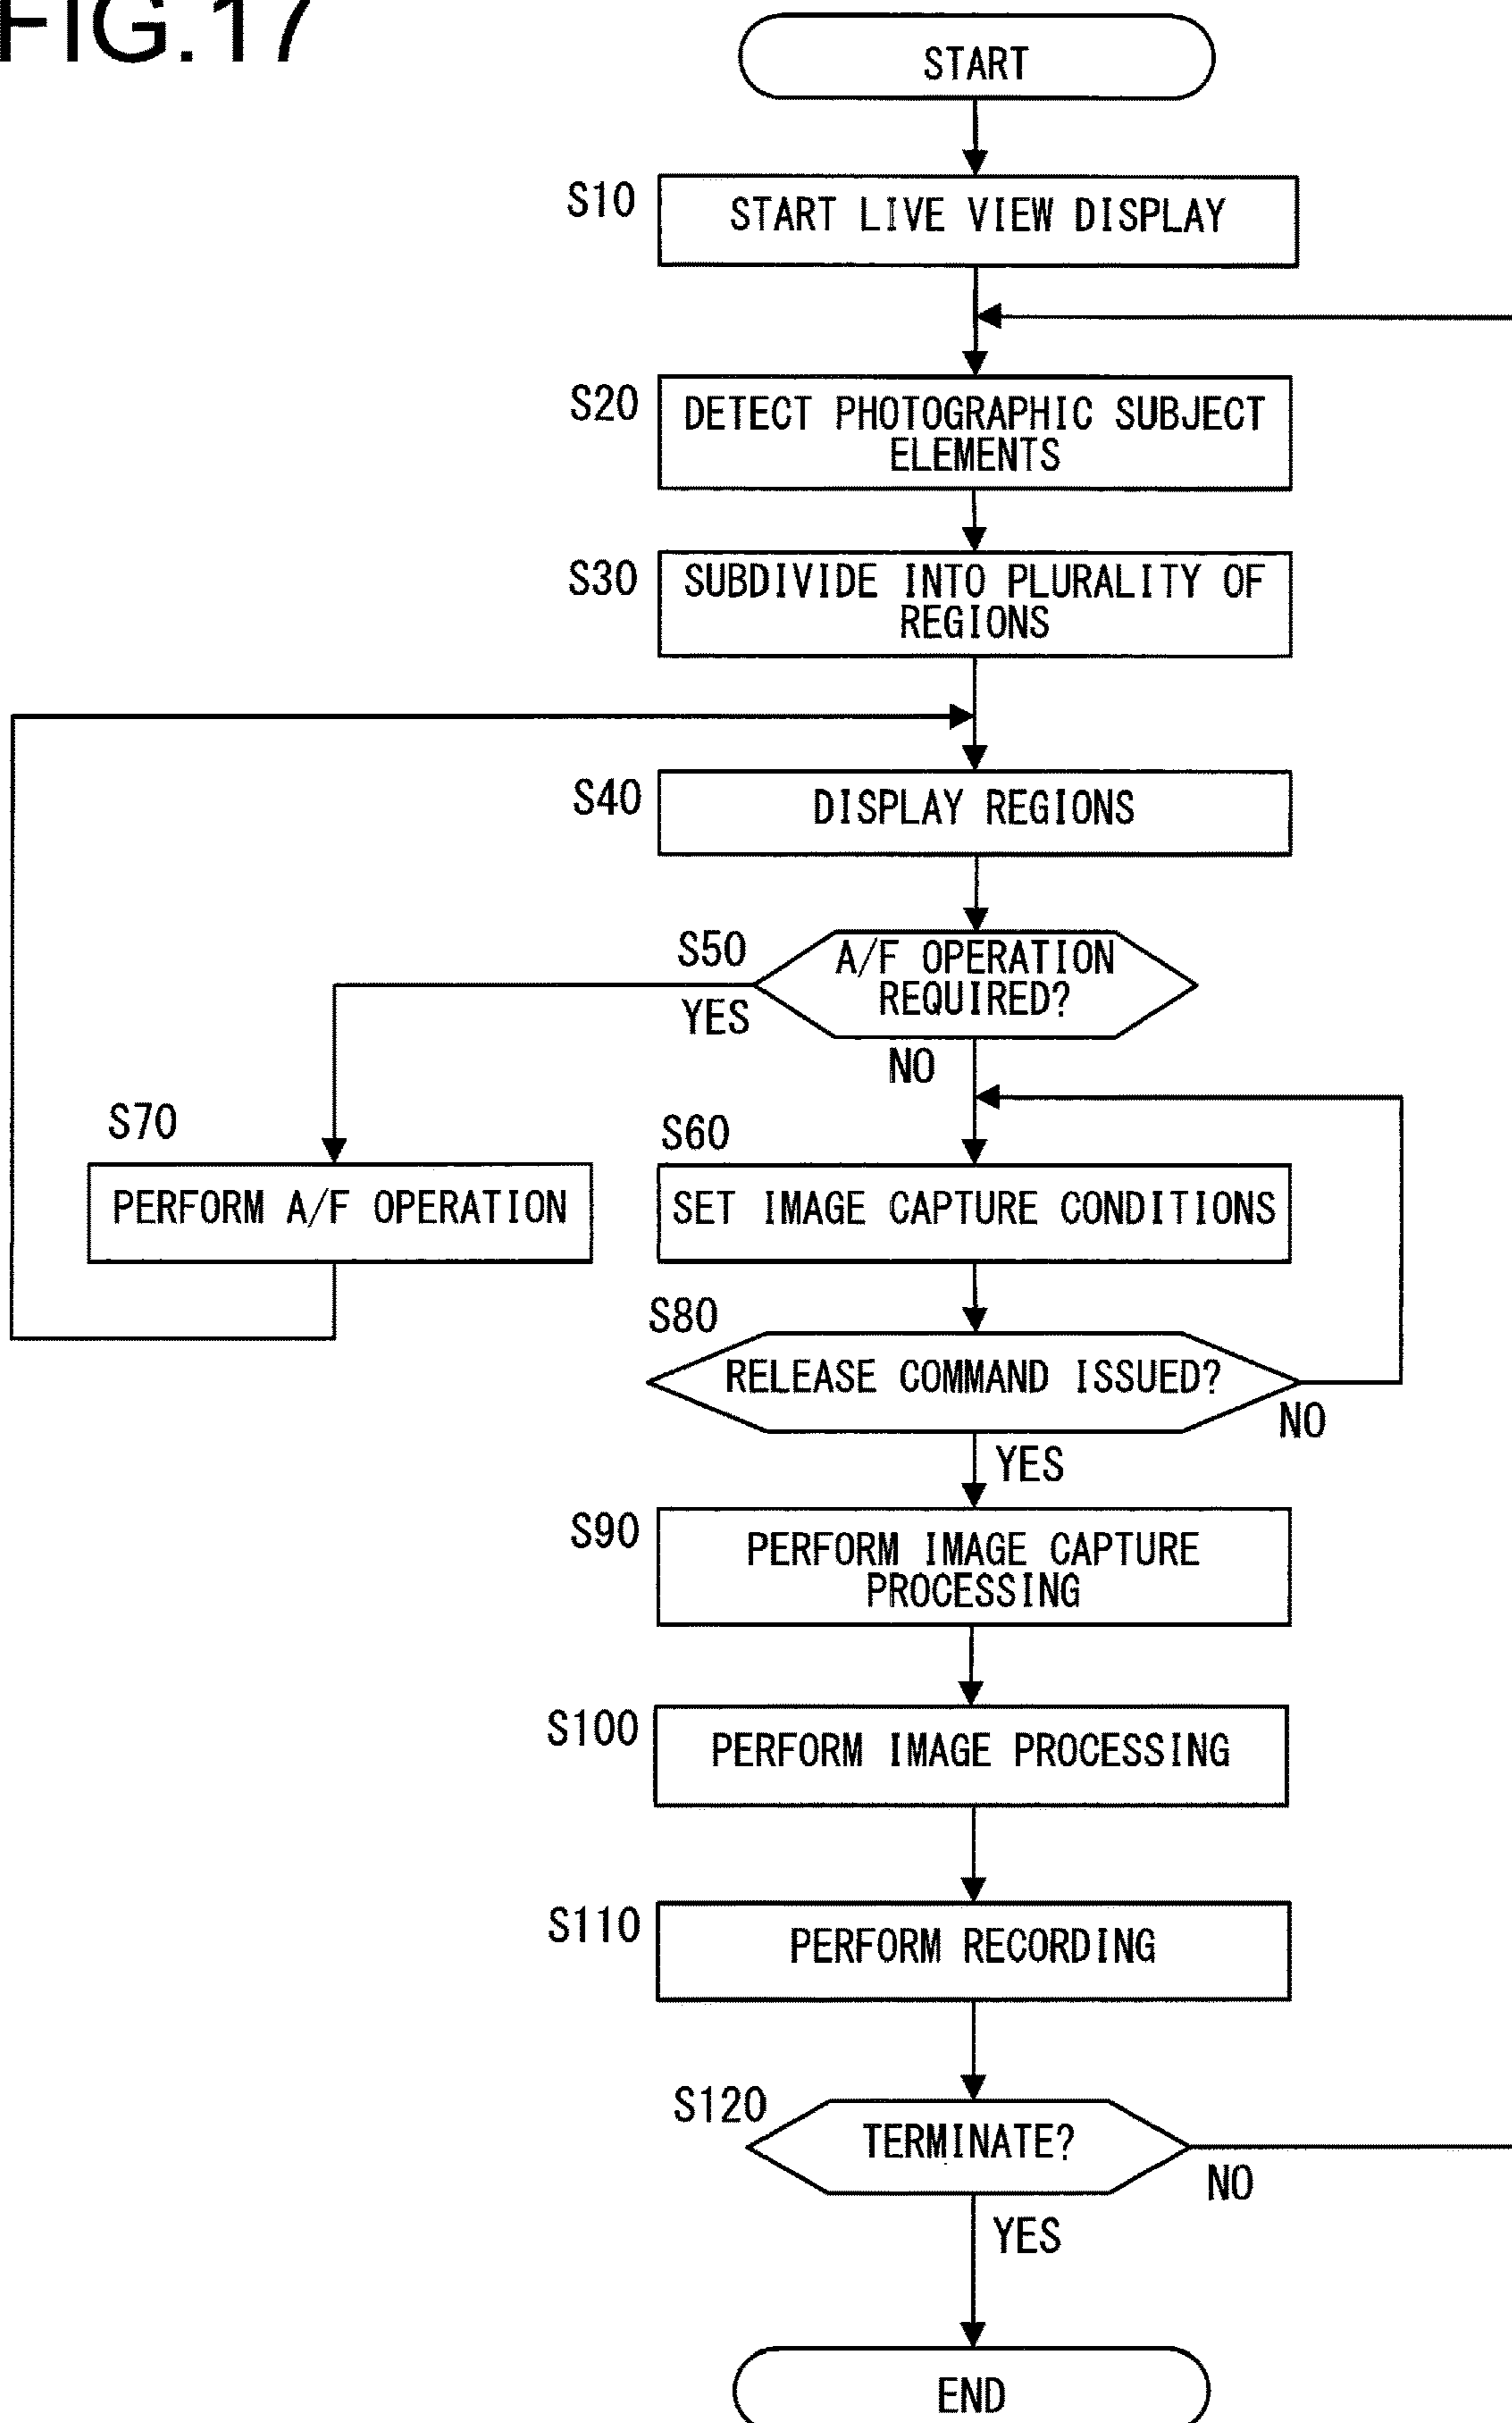 FIG.17
START
S10
START LIVE VIEW DISPLAY
S20
DETECT PHOTOGRAPHIC SUBJECT
ELEMENTS
S30
SUBDIVIDE INTO PLURALITY OF
REGIONS
S40
DISPLAY REGIONS
S50
A/F OPERATION
REQUIRED?
YES
NO
S70
PERFORM A/F OPERATION
S60
SET IMAGE CAPTURE CONDITIONS
S80
RELEASE COMMAND ISSUED?
NO
YES
S90
PERFORM IMAGE CAPTURE
PROCESSING
S100
PERFORM IMAGE PROCESSING
S110
PERFORM RECORDING
S120
TERMINATE?
NO
YES
END